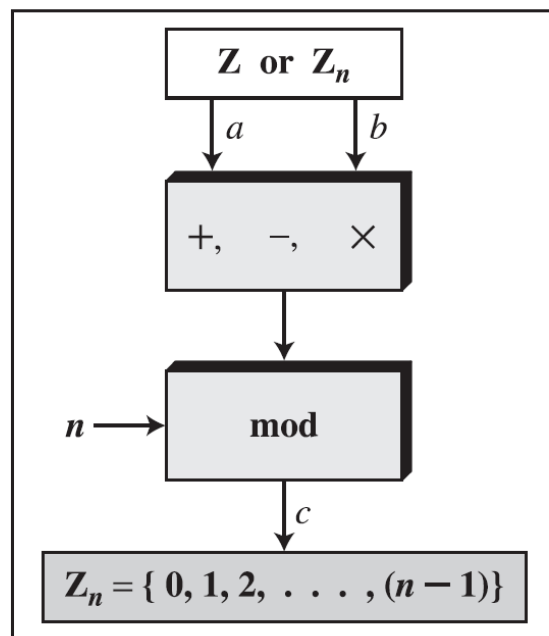 Z or Zn
a b
+, −, ×
n mod
c
Zn = { 0, 1, 2, . . . , (n − 1)}